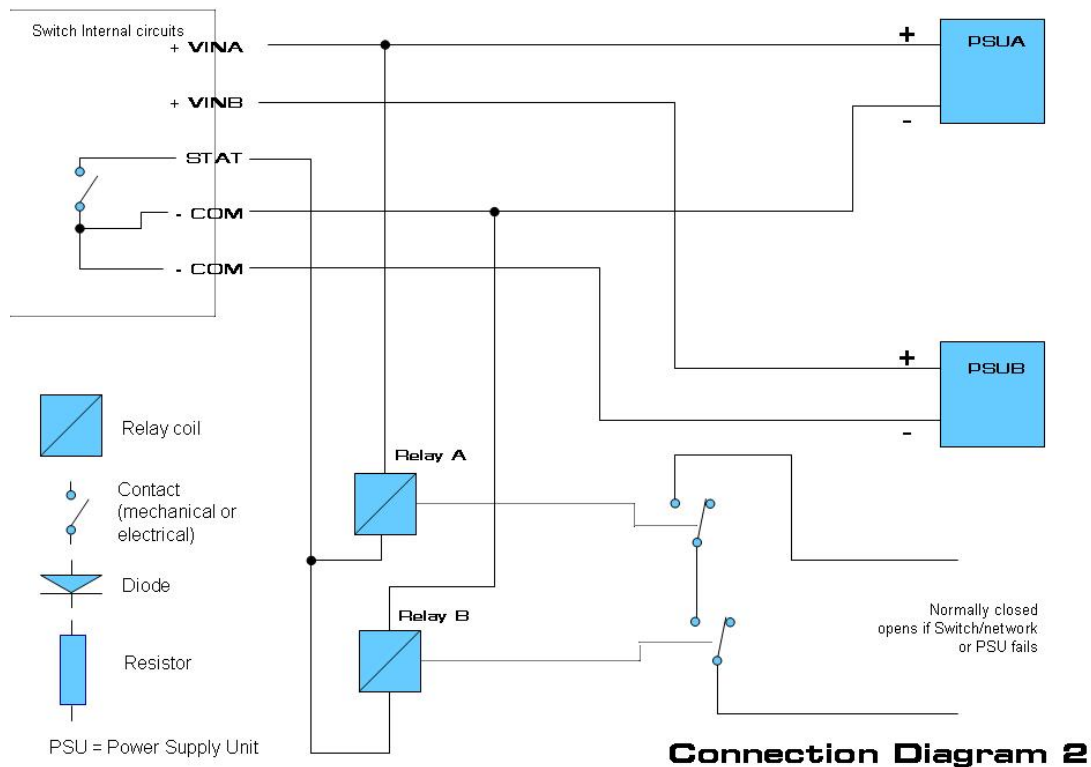 Switch Internal circuits
+ VINA
+ PSUA
-
+ VINB
STAT
- COM
- COM
+ PSUB
-
Relay coil
Relay A
Contact
(mechanical or
electrical)
Diode
Relay B
Normally closed
opens if Switch/network
or PSU fails
Resistor
PSU = Power Supply Unit
Connection Diagram 2